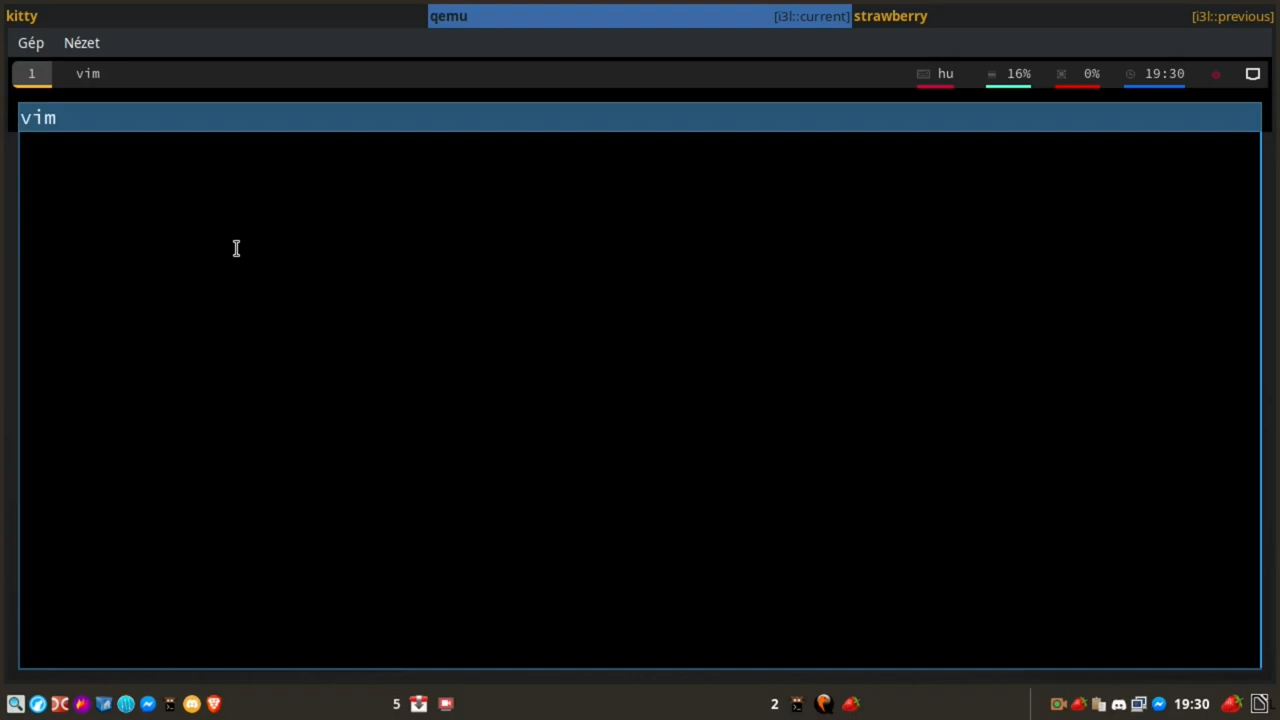 kitty qemu [i3l::current] strawberry [i3l::previous]
Gép Nézet
1 vim hu 16% 0% 19:30
vim
5 2 19:30